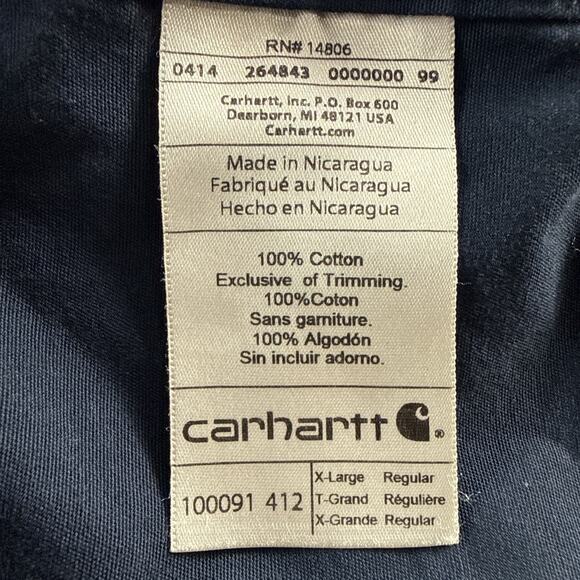 RN# 14806
0414 264843 0000000 99
Carhartt, Inc. P.O. Box 600
Dearborn, MI 48121 USA
Carhartt.com
Made in Nicaragua
Fabriqué au Nicaragua
Hecho en Nicaragua
100% Cotton
Exclusive of Trimming.
100%Coton
Sans garniture.
100% Algodón
Sin incluir adorno.
carhartt ®
100091 412
X-Large Regular
T-Grand Régulière
X-Grande Regular